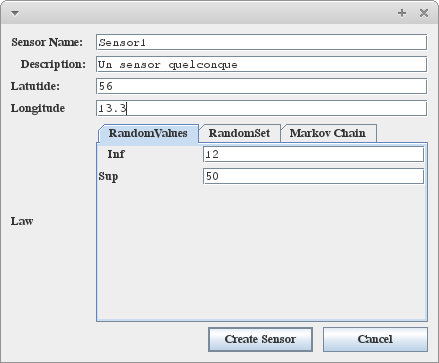 Sensor Name: Sensor1
Description: Un sensor quelconque
Latutide: 56
Longitude 13.3
RandomValues RandomSet Markov Chain
Inf 12
Sup 50
Law
Create Sensor Cancel